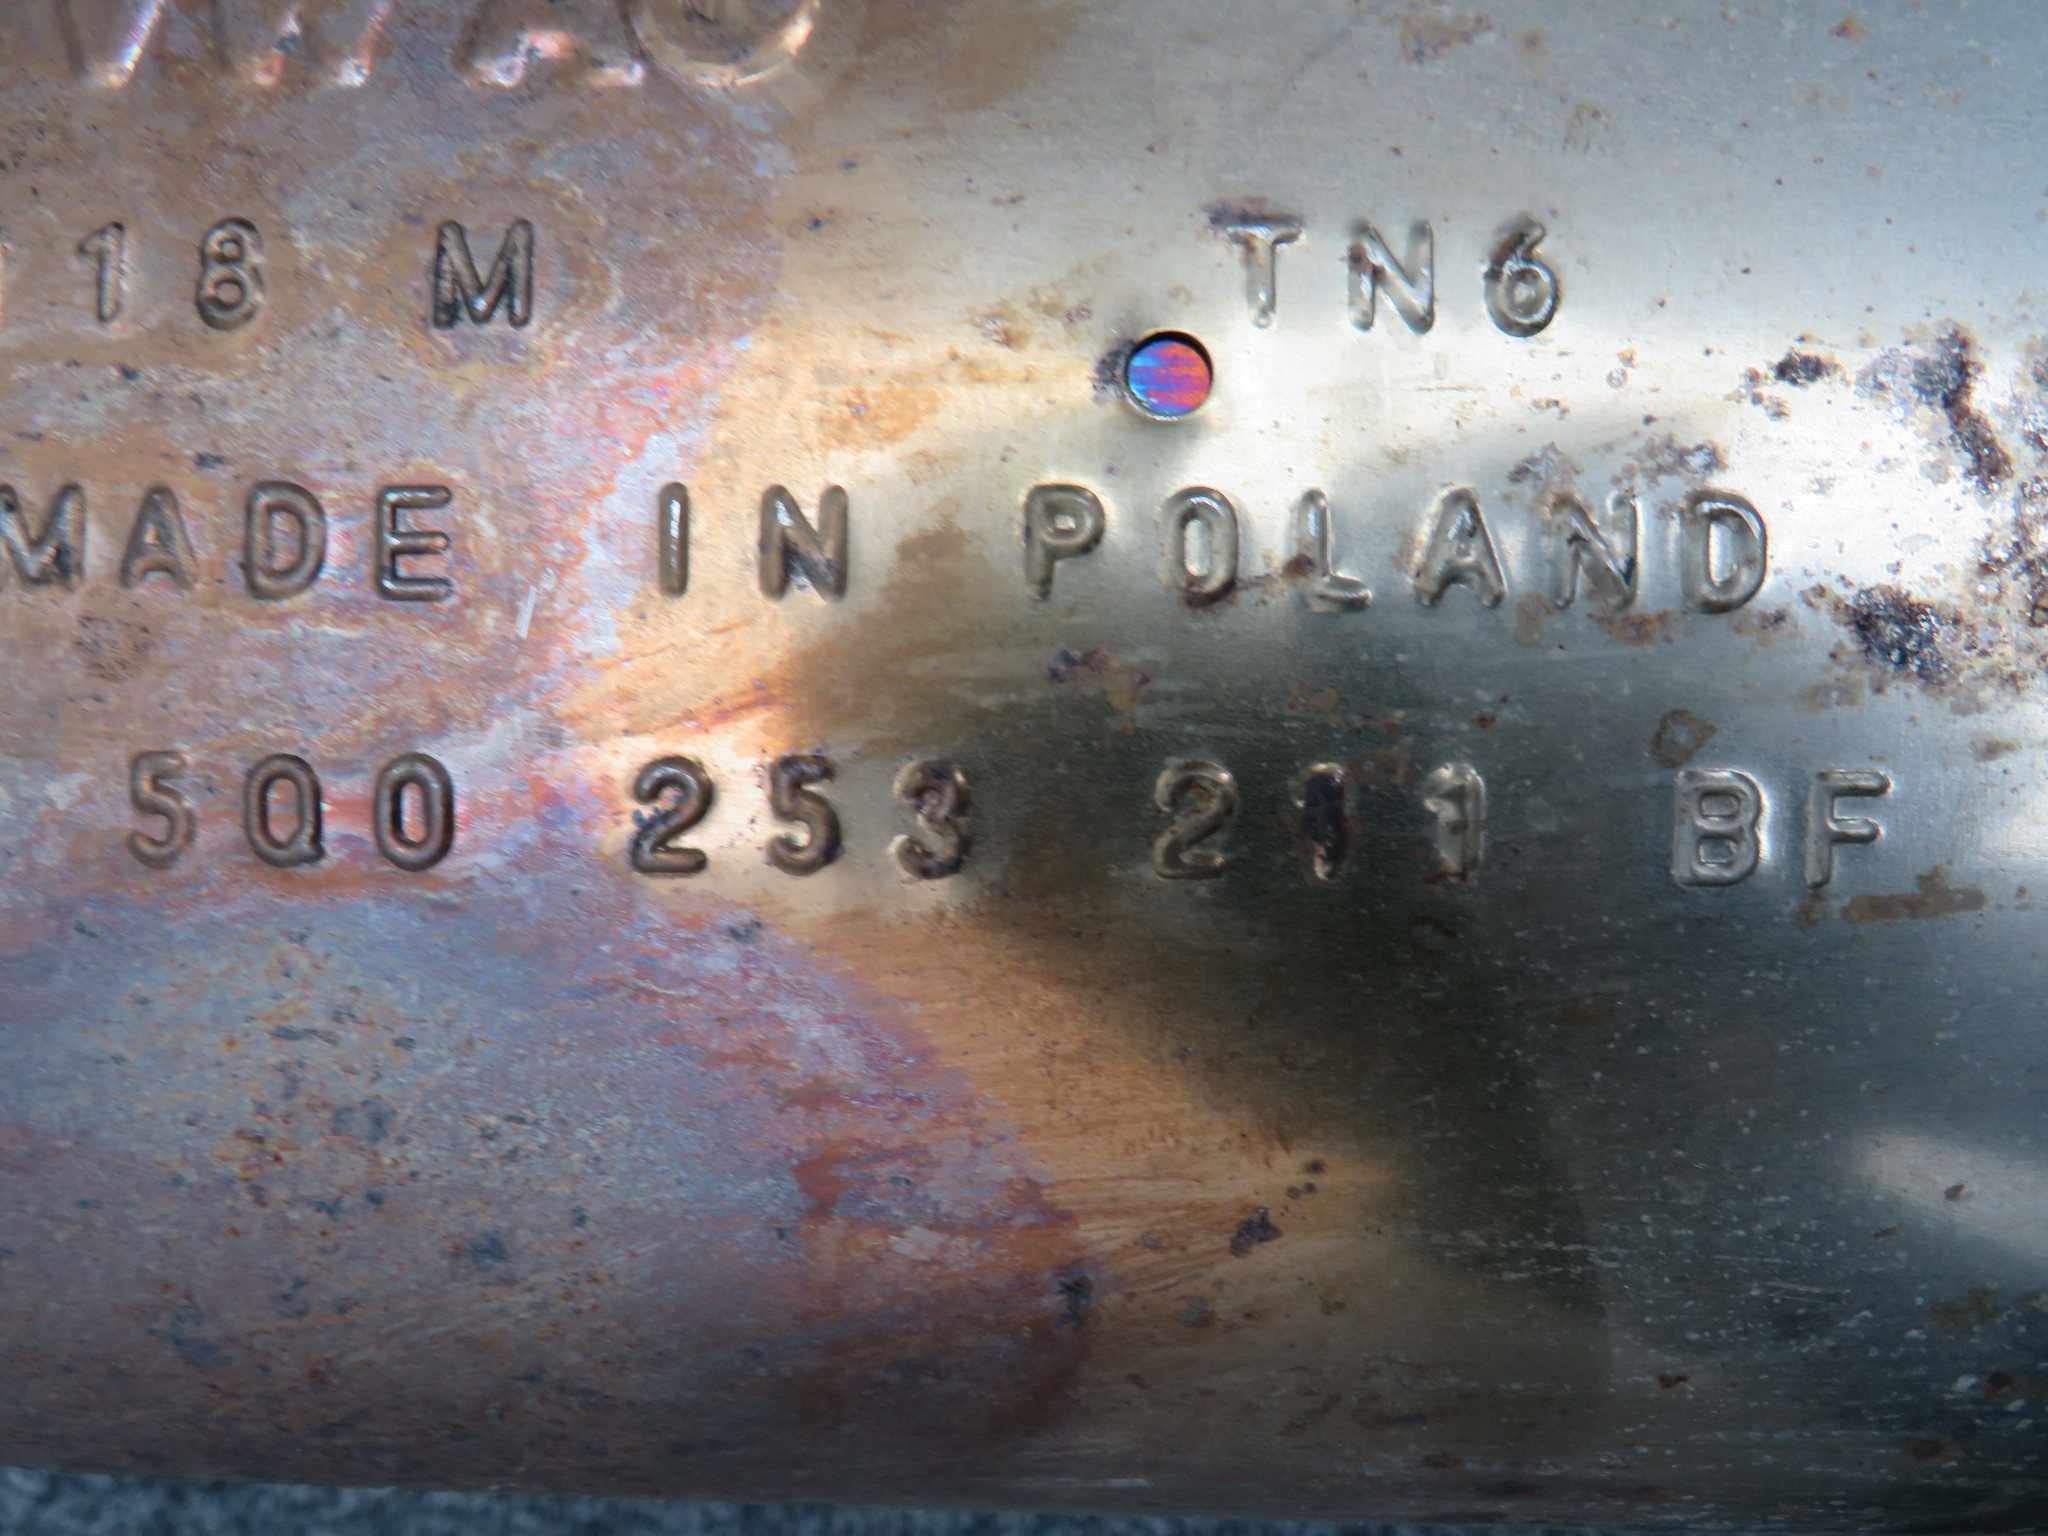 18 M TN6
MADE IN POLAND
5Q0 253 211 BF